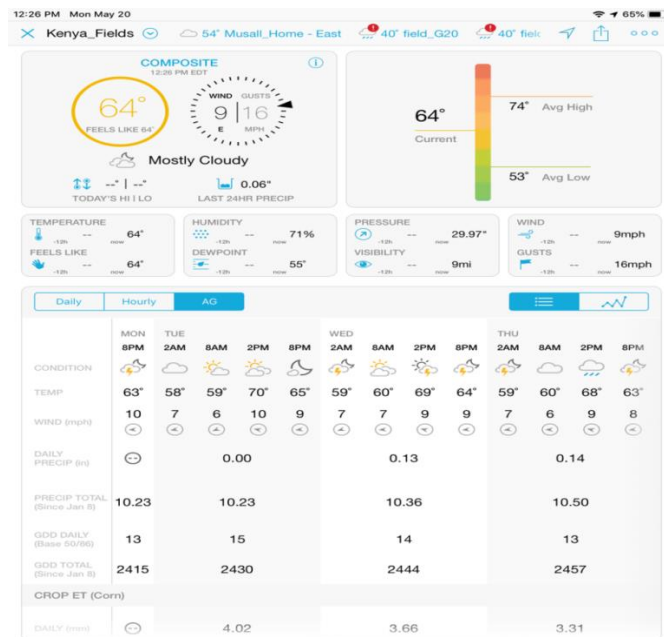 12:26 PM Mon May 20 65%
Kenya_Fields 54° Musall_Home - East 40° field_G20 40° fielc
COMPOSITE
12:26 PM EDT
64°
FEELS LIKE 64°
WIND GUSTS
9 | 16
E MPH
Mostly Cloudy
--° | --°
TODAY'S HI | LO
0.06"
LAST 24HR PRECIP
64°
Current
74° Avg High
53° Avg Low
TEMPERATURE
-12h -- now 64°
FEELS LIKE
-12h -- now 64°
HUMIDITY
-12h -- now 71%
DEWPOINT
-12h -- now 55°
PRESSURE
-12h -- now 29.97"
VISIBILITY
-12h -- now 9mi
WIND
-12h -- now 9mph
GUSTS
-12h -- now 16mph
Daily Hourly AG
MON TUE WED THU
8PM 2AM 8AM 2PM 8PM 2AM 8AM 2PM 8PM 2AM 8AM 2PM 8PM
CONDITION
TEMP 63° 58° 59° 70° 65° 59° 60° 69° 64° 59° 60° 68° 63°
WIND (mph) 10 7 6 10 9 7 7 9 9 7 6 9 8
DAILY
PRECIP (in) 0.00 0.13 0.14
PRECIP TOTAL
(Since Jan 8) 10.23 10.23 10.36 10.50
GDD DAILY
(Base 50/86) 13 15 14 13
GDD TOTAL
(Since Jan 8) 2415 2430 2444 2457
CROP ET (Corn)
DAILY (mm) 4.02 3.66 3.31